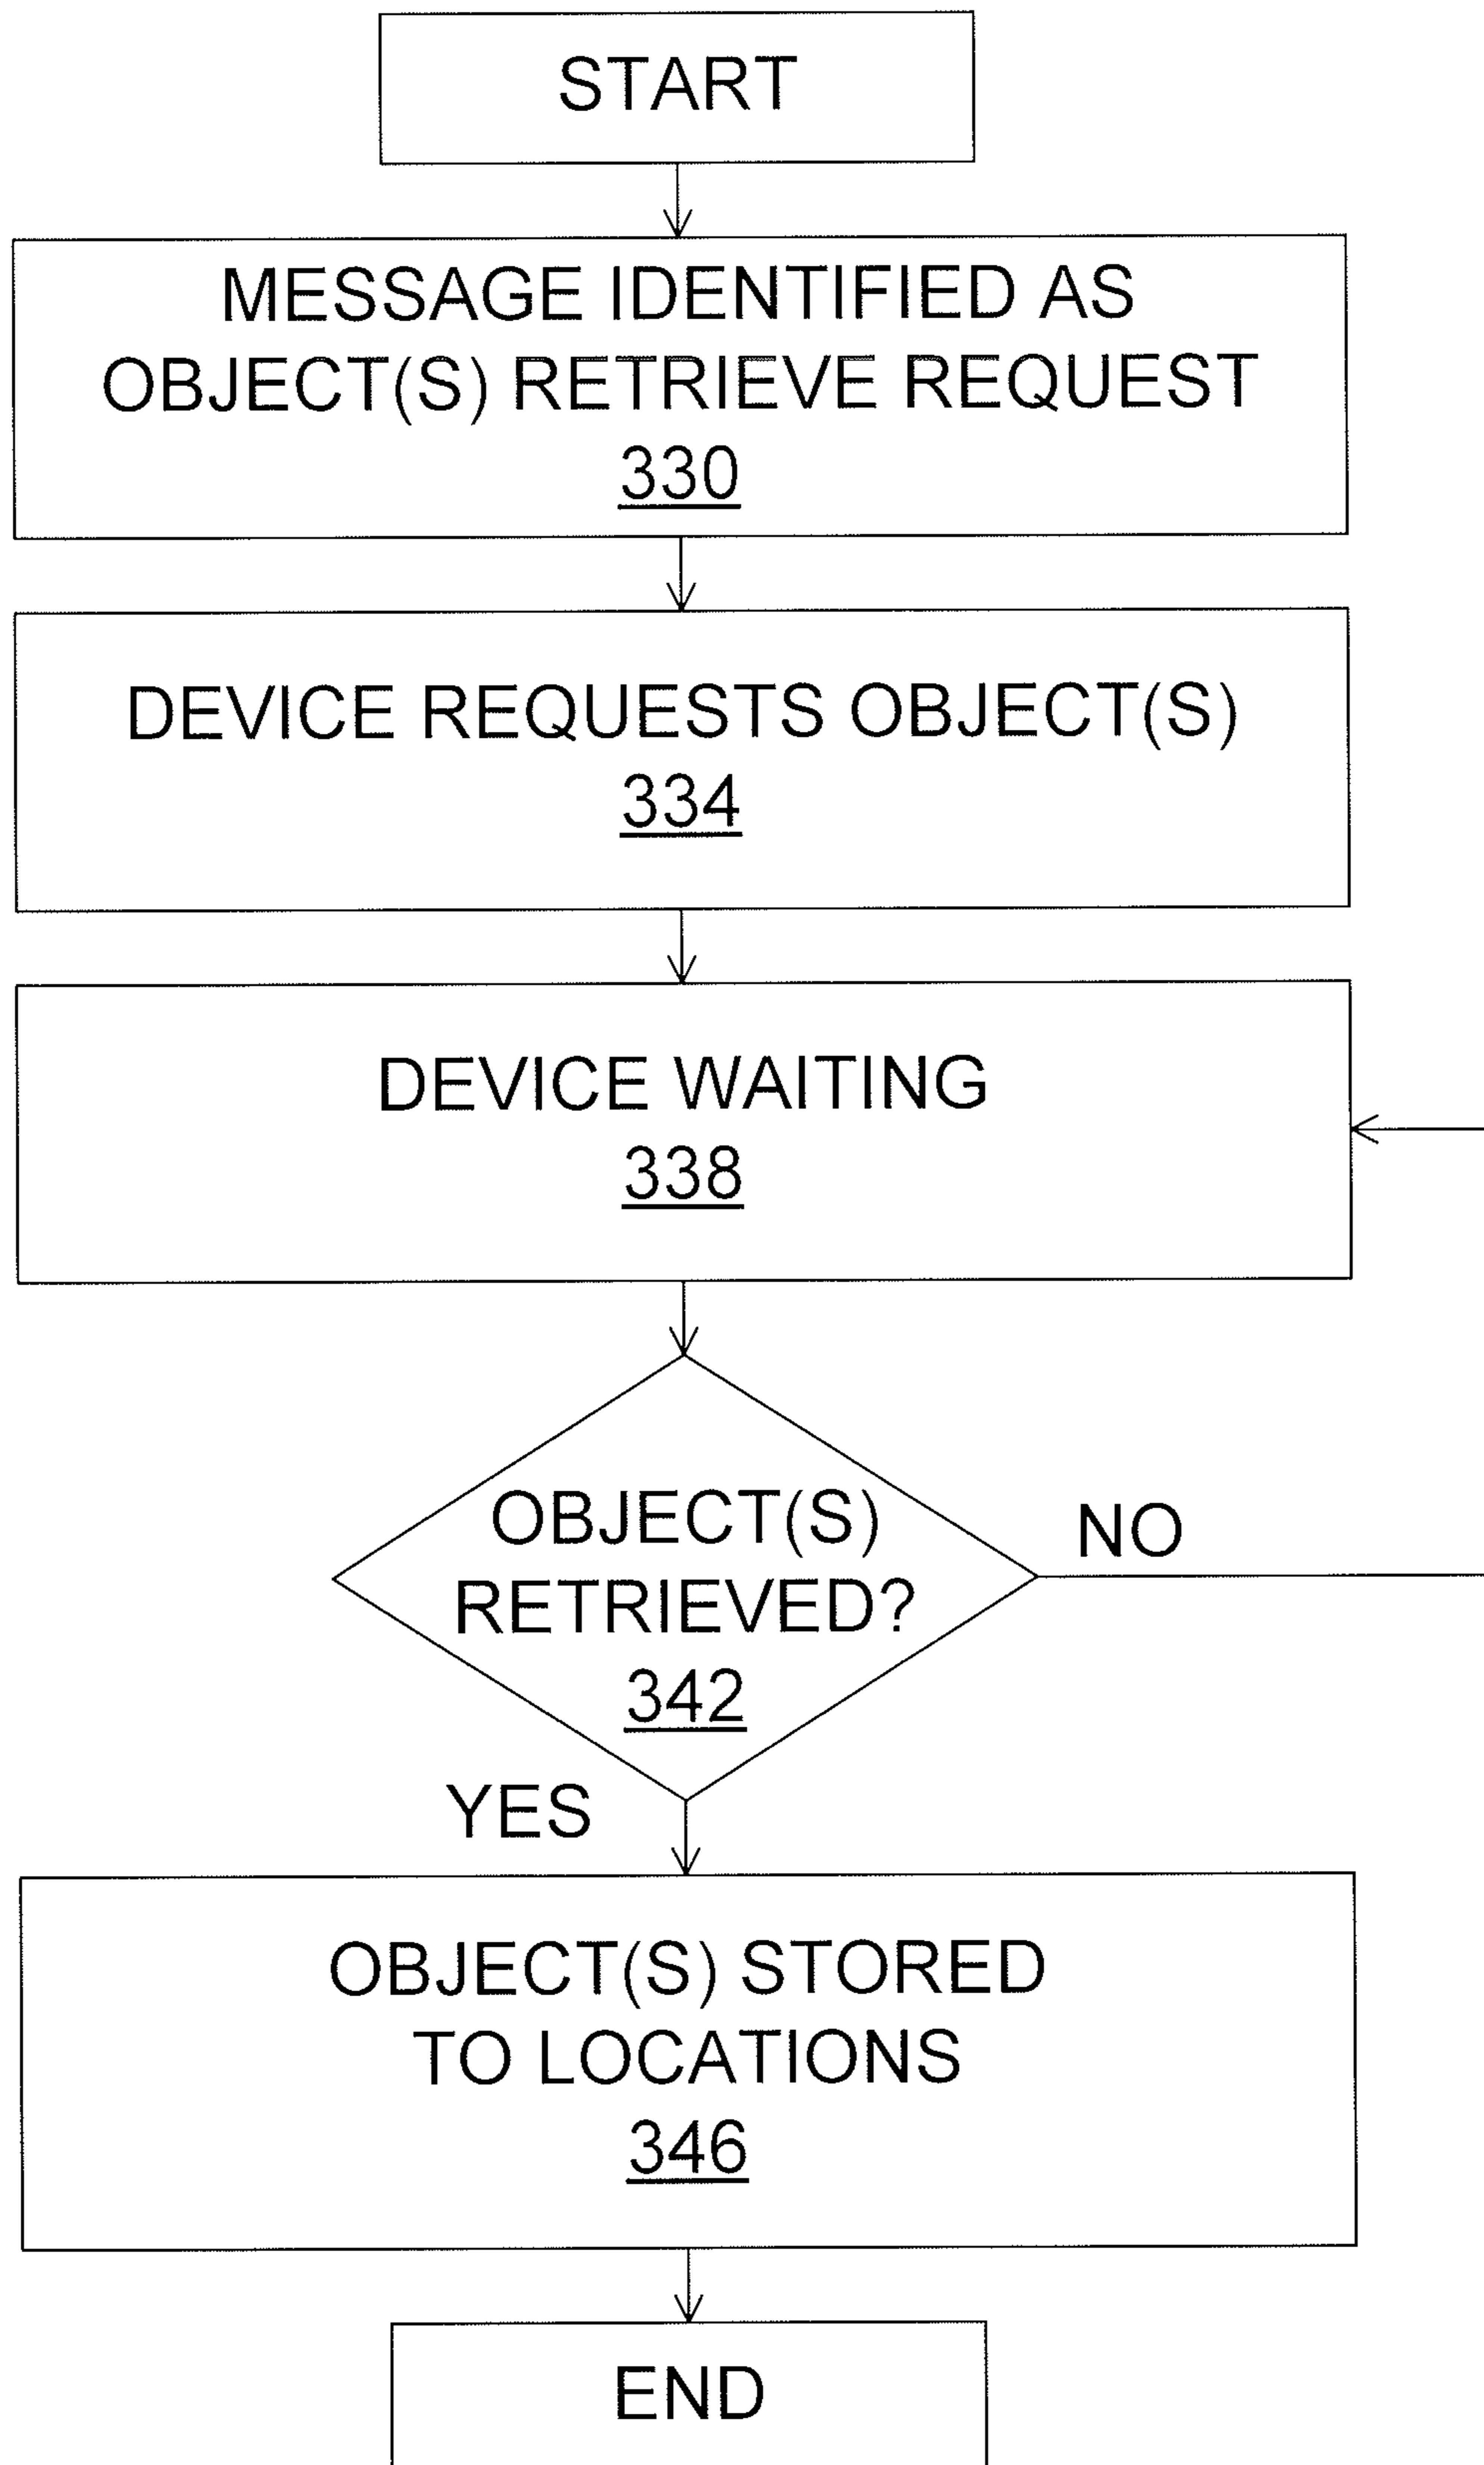 START
MESSAGE IDENTIFIED AS
OBJECT(S) RETRIEVE REQUEST
330
DEVICE REQUESTS OBJECT(S)
334
DEVICE WAITING
338
OBJECT(S)
RETRIEVED?
342
NO
YES
OBJECT(S) STORED
TO LOCATIONS
346
END